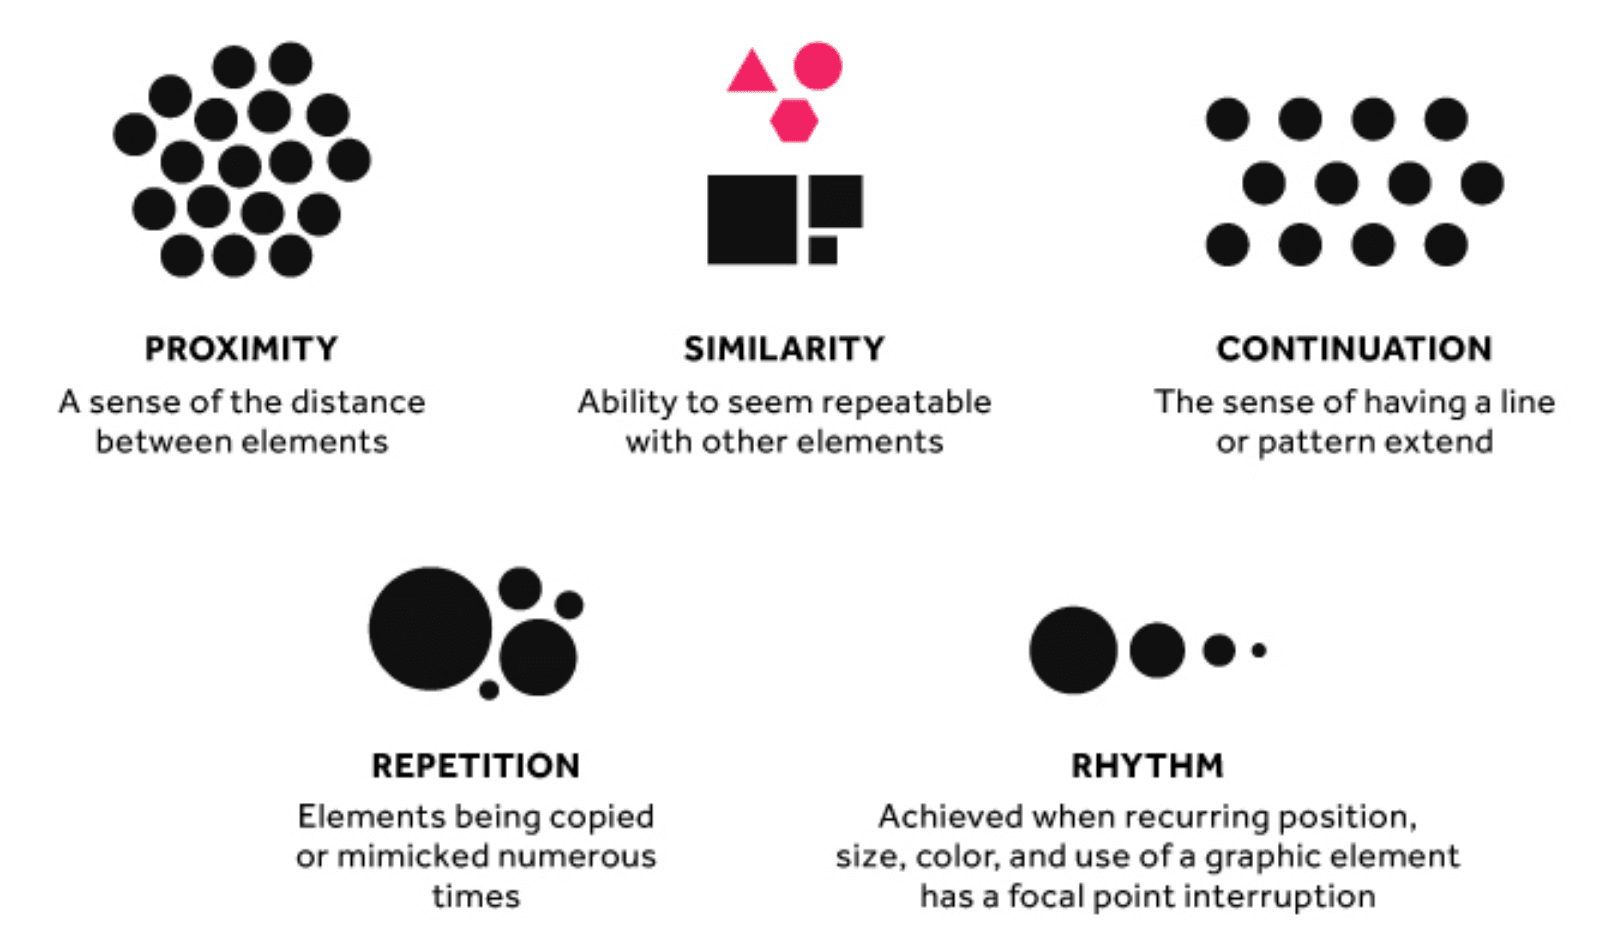 PROXIMITY
A sense of the distance
between elements
SIMILARITY
Ability to seem repeatable
with other elements
CONTINUATION
The sense of having a line
or pattern extend
REPETITION
Elements being copied
or mimicked numerous
times
RHYTHM
Achieved when recurring position,
size, color, and use of a graphic element
has a focal point interruption